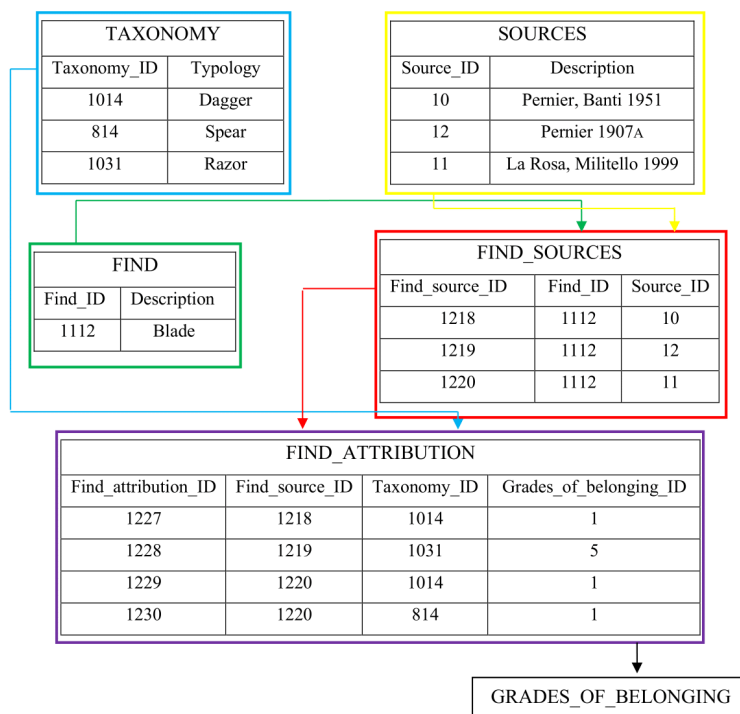 TAXONOMY
Taxonomy_ID Typology
1014 Dagger
814 Spear
1031 Razor
SOURCES
Source_ID Description
10 Pernier, Banti 1951
12 Pernier 1907A
11 La Rosa, Militello 1999
FIND
Find_ID Description
1112 Blade
FIND_SOURCES
Find_source_ID Find_ID Source_ID
1218 1112 10
1219 1112 12
1220 1112 11
FIND_ATTRIBUTION
Find_attribution_ID Find_source_ID Taxonomy_ID Grades_of_belonging_ID
1227 1218 1014 1
1228 1219 1031 5
1229 1220 1014 1
1230 1220 814 1
GRADES_OF_BELONGING